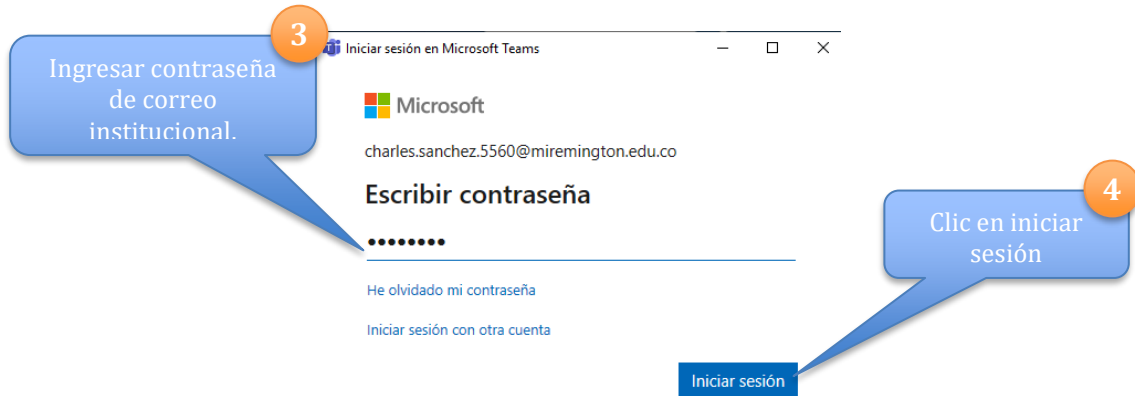 3
Ingresar contraseña
de correo
institucional.
Iniciar sesión en Microsoft Teams
Microsoft
charles.sanchez.5560@miremington.edu.co
Escribir contraseña
••••••••
He olvidado mi contraseña
Iniciar sesión con otra cuenta
Iniciar sesión
4
Clic en iniciar
sesión